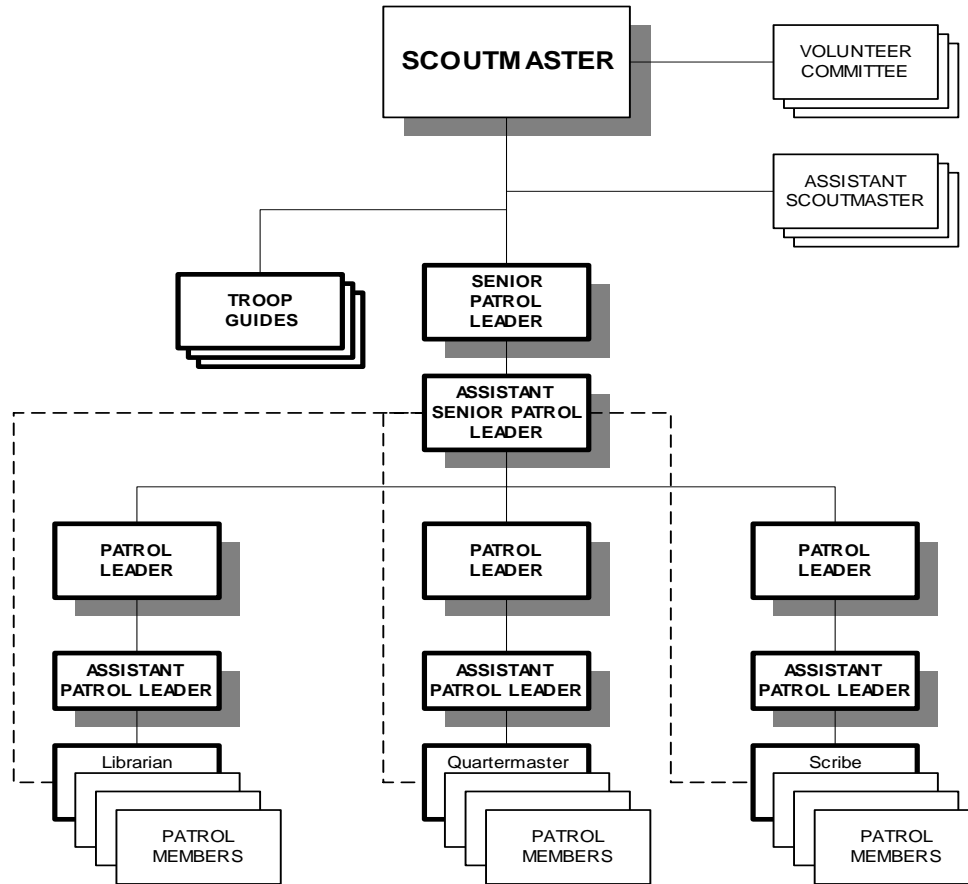 SCOUTMASTER
VOLUNTEER
COMMITTEE
ASSISTANT
SCOUTMASTER
TROOP
GUIDES
SENIOR
PATROL
LEADER
ASSISTANT
SENIOR PATROL
LEADER
PATROL
LEADER
PATROL
LEADER
PATROL
LEADER
ASSISTANT
PATROL LEADER
ASSISTANT
PATROL LEADER
ASSISTANT
PATROL LEADER
Librarian
Quartermaster
Scribe
PATROL
MEMBERS
PATROL
MEMBERS
PATROL
MEMBERS